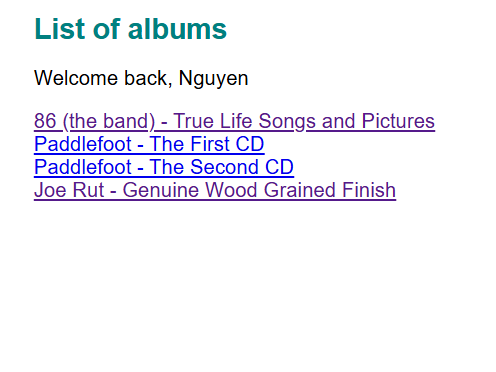 List of albums
Welcome back, Nguyen
86 (the band) - True Life Songs and Pictures
Paddlefoot - The First CD
Paddlefoot - The Second CD
Joe Rut - Genuine Wood Grained Finish